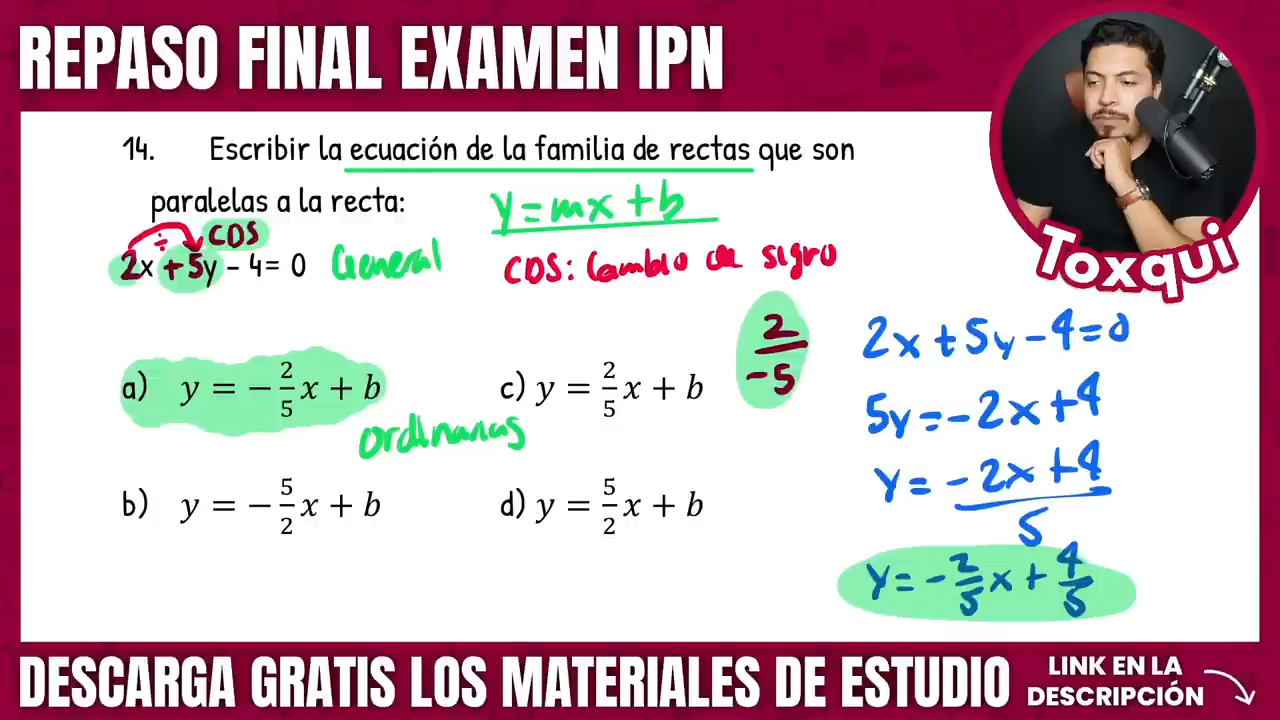 REPASO FINAL EXAMEN IPN
14. Escribir la ecuación de la familia de rectas que son
paralelas a la recta:
y=mx+b
÷ CDS
2x + 5y - 4 = 0 General
CDS: Cambio de signo
a) y = -2/5 x + b
c) y = 2/5 x + b
ordinarias
b) y = -5/2 x + b
d) y = 5/2 x + b
2/-5
2x+5y-4=0
5y=-2x+4
y=-2x+4/5
y=-2/5x+4/5
Toxqui
DESCARGA GRATIS LOS MATERIALES DE ESTUDIO
LINK EN LA
DESCRIPCIÓN